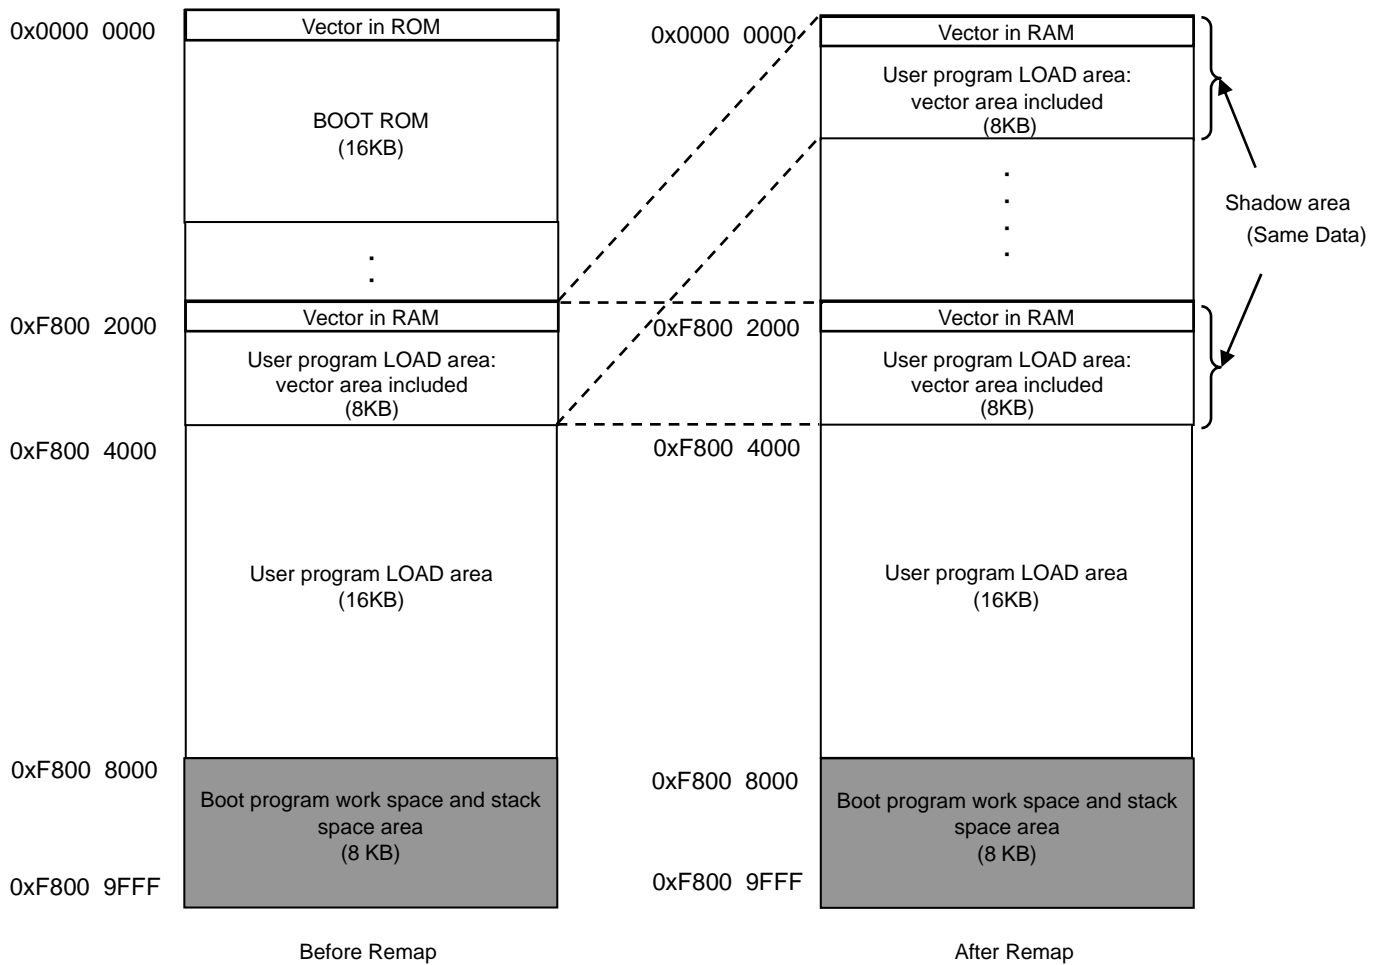 0x0000 0000
Vector in ROM
BOOT ROM
(16KB)
.
.
0xF800 2000
Vector in RAM
User program LOAD area:
vector area included
(8KB)
0xF800 4000
User program LOAD area
(16KB)
0xF800 8000
Boot program work space and stack
space area
(8 KB)
0xF800 9FFF
Before Remap
0x0000 0000
Vector in RAM
User program LOAD area:
vector area included
(8KB)
.
.
.
.
Shadow area
(Same Data)
0xF800 2000
Vector in RAM
User program LOAD area:
vector area included
(8KB)
0xF800 4000
User program LOAD area
(16KB)
0xF800 8000
Boot program work space and stack
space area
(8 KB)
0xF800 9FFF
After Remap